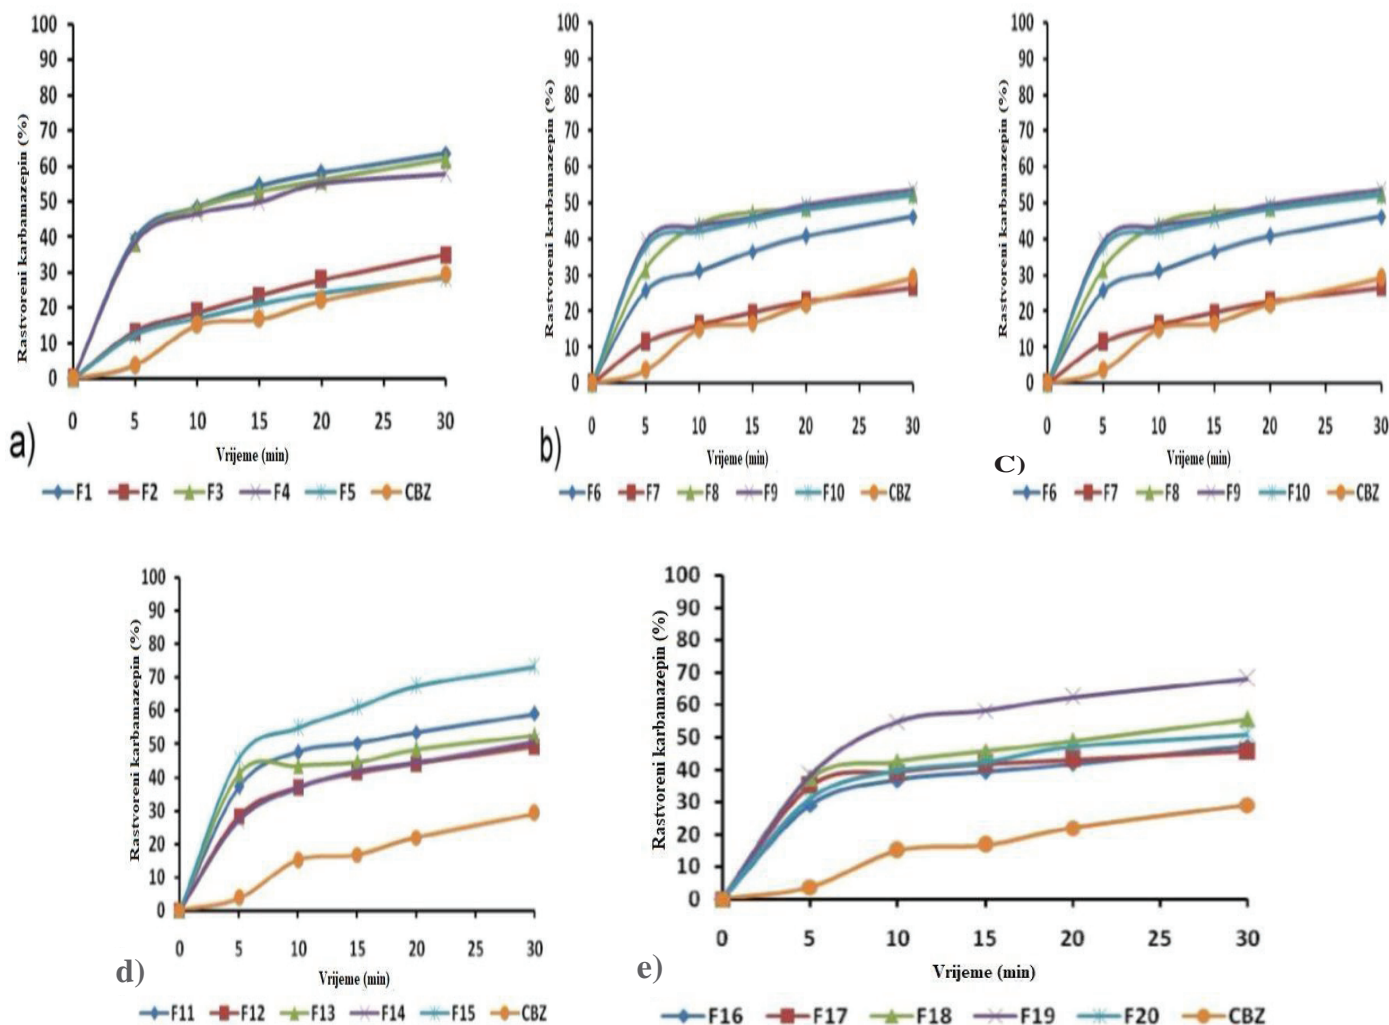 100
90
80
70
60
50
40
30
20
10
0
Rastvoreni karbamazepin (%)
0 5 10 15 20 25 30
Vrijeme (min)
a)
F1 F2 F3 F4 F5 CBZ
100
90
80
70
60
50
40
30
20
10
0
Rastvoreni karbamazepin (%)
0 5 10 15 20 25 30
Vrijeme (min)
b)
F6 F7 F8 F9 F10 CBZ
100
90
80
70
60
50
40
30
20
10
0
Rastvoreni karbamazepin (%)
0 5 10 15 20 25 30
Vrijeme (min)
C)
F6 F7 F8 F9 F10 CBZ
100
90
80
70
60
50
40
30
20
10
0
Rastvoreni karbamazepin (%)
0 5 10 15 20 25 30
Vrijeme (min)
d)
F11 F12 F13 F14 F15 CBZ
100
90
80
70
60
50
40
30
20
10
0
Rastvoreni karbamazepin (%)
0 5 10 15 20 25 30
Vrijeme (min)
e)
F16 F17 F18 F19 F20 CBZ